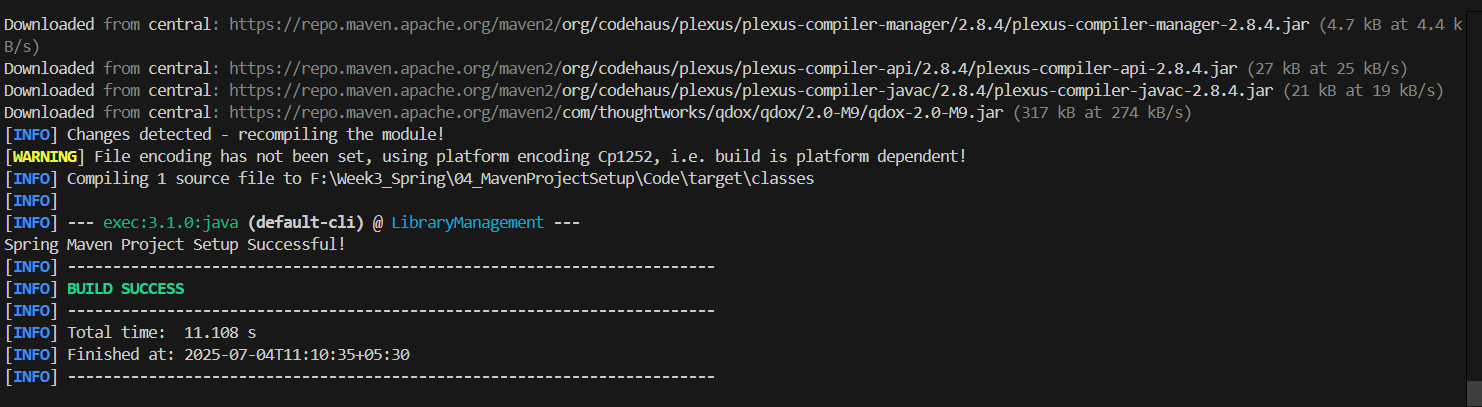 Downloaded from central: https://repo.maven.apache.org/maven2/org/codehaus/plexus/plexus-compiler-manager/2.8.4/plexus-compiler-manager-2.8.4.jar (4.7 kB at 4.4 k
B/s)
Downloaded from central: https://repo.maven.apache.org/maven2/org/codehaus/plexus/plexus-compiler-api/2.8.4/plexus-compiler-api-2.8.4.jar (27 kB at 25 kB/s)
Downloaded from central: https://repo.maven.apache.org/maven2/org/codehaus/plexus/plexus-compiler-javac/2.8.4/plexus-compiler-javac-2.8.4.jar (21 kB at 19 kB/s)
Downloaded from central: https://repo.maven.apache.org/maven2/com/thoughtworks/qdox/qdox/2.0-M9/qdox-2.0-M9.jar (317 kB at 274 kB/s)
[INFO] Changes detected - recompiling the module!
[WARNING] File encoding has not been set, using platform encoding Cp1252, i.e. build is platform dependent!
[INFO] Compiling 1 source file to F:\Week3_Spring\04_MavenProjectSetup\Code\target\classes
[INFO]
[INFO] --- exec:3.1.0:java (default-cli) @ LibraryManagement ---
Spring Maven Project Setup Successful!
[INFO] ------------------------------------------------------------------------
[INFO] BUILD SUCCESS
[INFO] ------------------------------------------------------------------------
[INFO] Total time:  11.108 s
[INFO] Finished at: 2025-07-04T11:10:35+05:30
[INFO] ------------------------------------------------------------------------